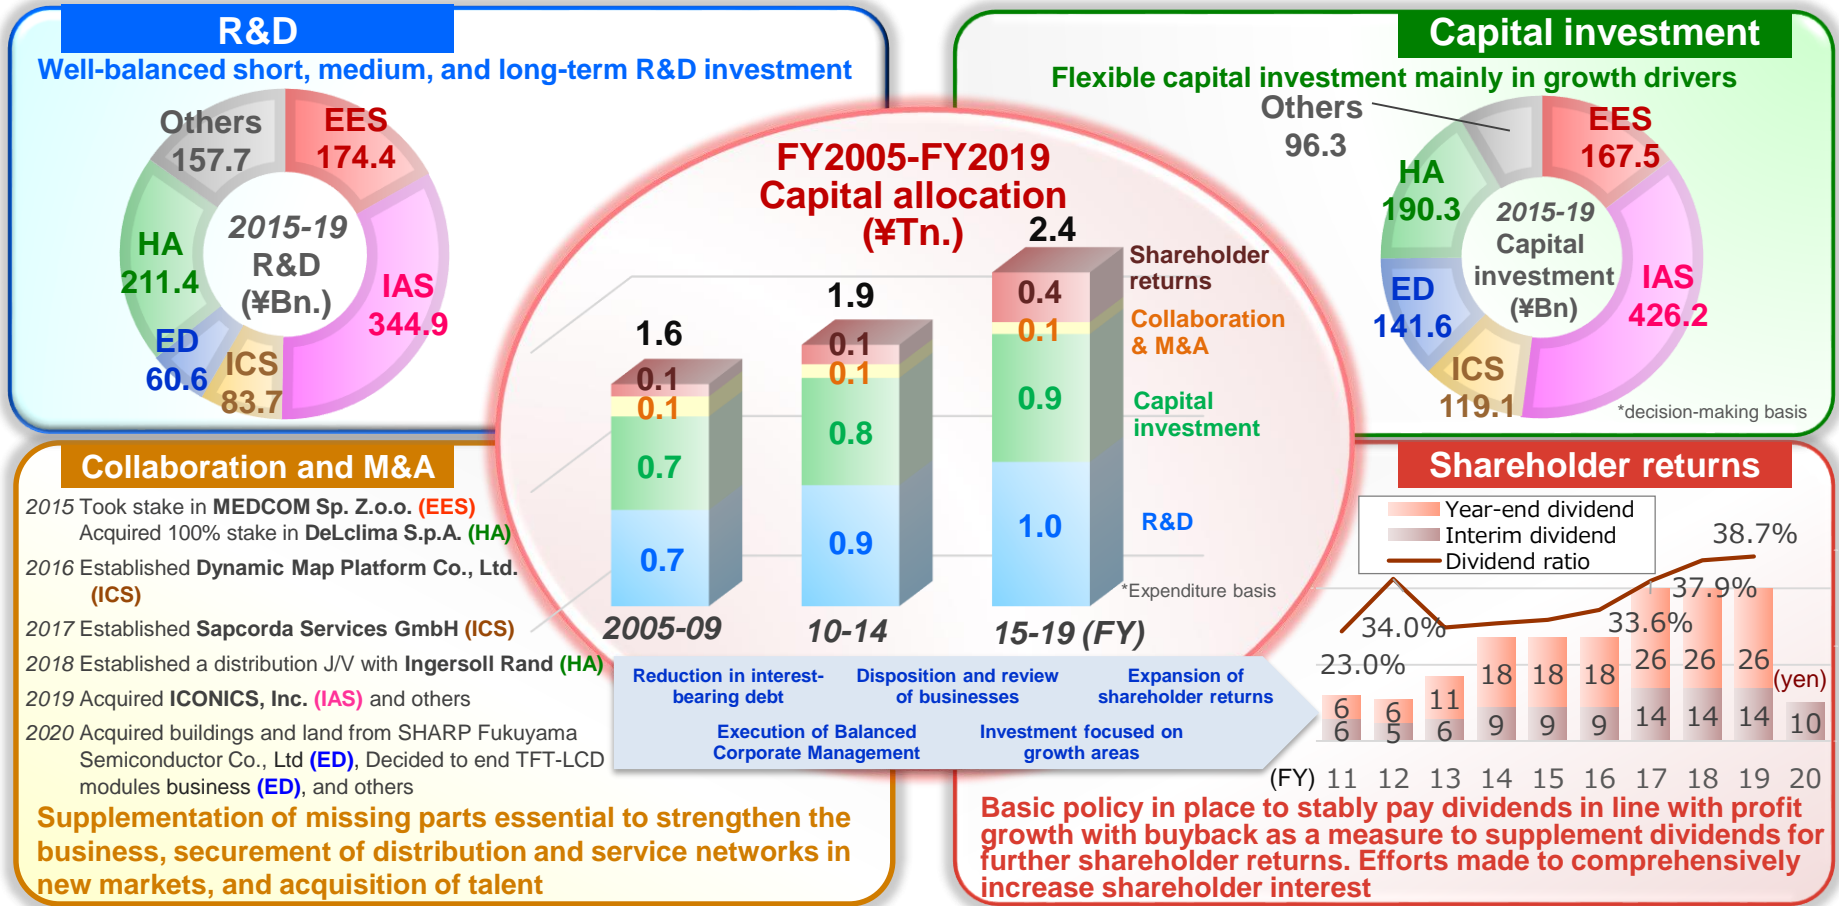 R&D
Well-balanced short, medium, and long-term R&D investment
Others
157.7
EES
174.4
HA
211.4
2015-19
R&D
(¥Bn.)
IAS
344.9
ED
60.6
ICS
83.7
Capital investment
Flexible capital investment mainly in growth drivers
Others
96.3
EES
167.5
HA
190.3
2015-19
Capital
investment
(¥Bn)
IAS
426.2
ED
141.6
ICS
119.1
*decision-making basis
FY2005-FY2019
Capital allocation
(¥Tn.)
1.6
1.9
2.4
0.1
0.1
0.7
0.7
0.1
0.1
0.8
0.9
0.4
0.1
0.9
1.0
Shareholder
returns
Collaboration
& M&A
Capital
investment
R&D
*Expenditure basis
2005-09
10-14
15-19 (FY)
Reduction in interest-
bearing debt
Disposition and review
of businesses
Expansion of
shareholder returns
Execution of Balanced
Corporate Management
Investment focused on
growth areas
Collaboration and M&A
2015 Took stake in MEDCOM Sp. Z.o.o. (EES)
Acquired 100% stake in DeLclima S.p.A. (HA)
2016 Established Dynamic Map Platform Co., Ltd.
(ICS)
2017 Established Sapcorda Services GmbH (ICS)
2018 Established a distribution J/V with Ingersoll Rand (HA)
2019 Acquired ICONICS, Inc. (IAS) and others
2020 Acquired buildings and land from SHARP Fukuyama
Semiconductor Co., Ltd (ED), Decided to end TFT-LCD
modules business (ED), and others
Supplementation of missing parts essential to strengthen the
business, securement of distribution and service networks in
new markets, and acquisition of talent
Shareholder returns
Year-end dividend
Interim dividend
Dividend ratio
38.7%
37.9%
34.0%
33.6%
23.0%
6 6 11 18 18 18 26 26 26 (yen)
6 5 6 9 9 9 14 14 14 10
(FY) 11 12 13 14 15 16 17 18 19 20
Basic policy in place to stably pay dividends in line with profit
growth with buyback as a measure to supplement dividends for
further shareholder returns. Efforts made to comprehensively
increase shareholder interest